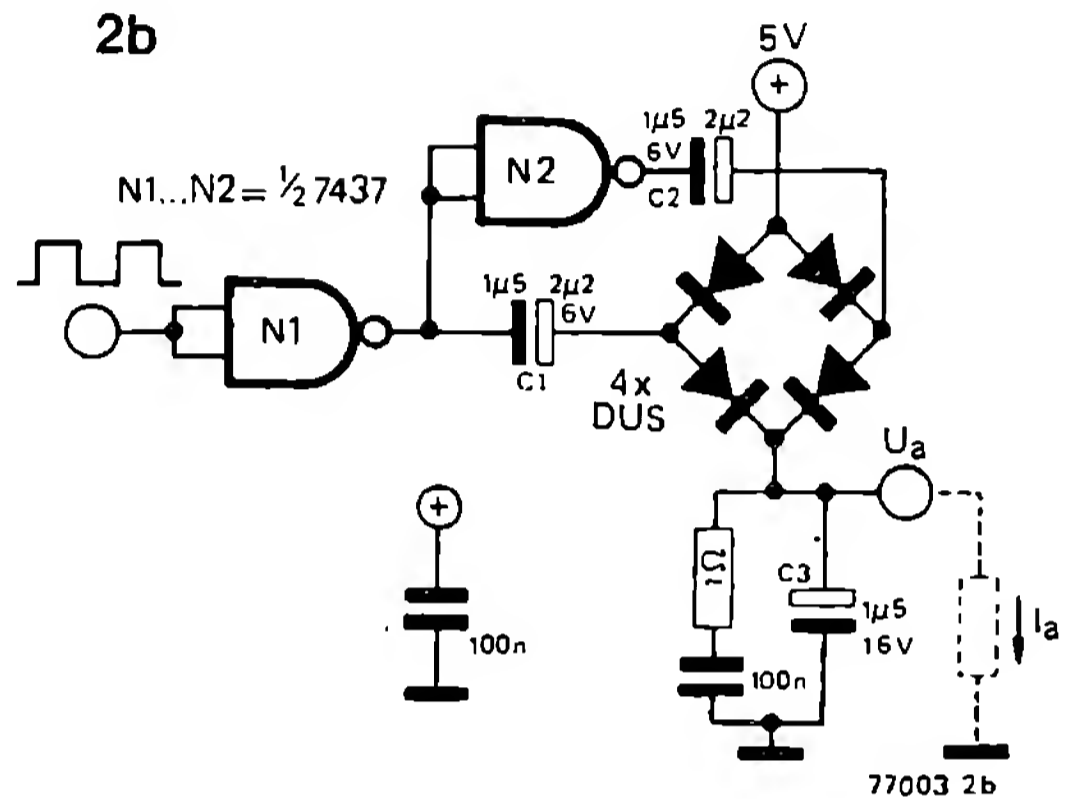 2b
5V
+
1µ5 2µ2
6V
C2
N2
N1...N2 = ½ 7437
N1
1µ5 2µ2
6V
C1
4x
DUS
Ua
+
100n
1Ω
C3
1µ5
16V
100n
Ia
77003 2b